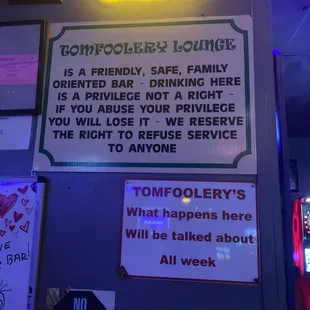 TOMFOOLERY LOUNGE
IS A FRIENDLY, SAFE, FAMILY
ORIENTED BAR - DRINKING HERE
IS A PRIVILEGE NOT A RIGHT -
IF YOU ABUSE YOUR PRIVILEGE
YOU WILL LOSE IT - WE RESERVE
THE RIGHT TO REFUSE SERVICE
TO ANYONE
TOMFOOLERY'S
What happens here
Will be talked about
All week
BAR!
NO